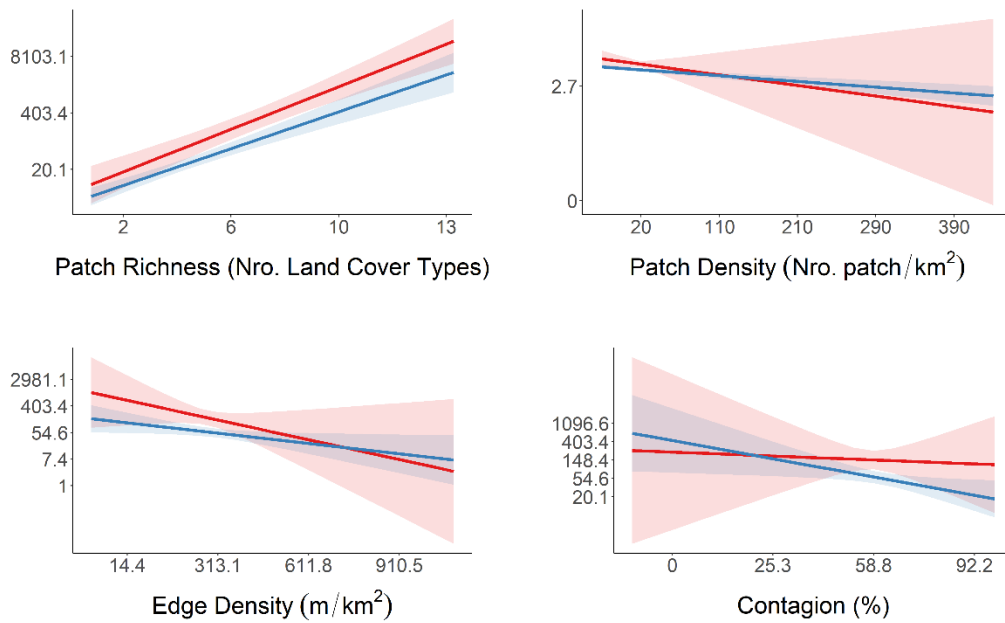 8103.1
403.4
20.1
2 6 10 13
Patch Richness (Nro. Land Cover Types)
2.7
0
20 110 210 290 390
Patch Density (Nro. patch/km²)
2981.1
403.4
54.6
7.4
1
14.4 313.1 611.8 910.5
Edge Density (m/km²)
1096.6
403.4
148.4
54.6
20.1
0 25.3 58.8 92.2
Contagion (%)